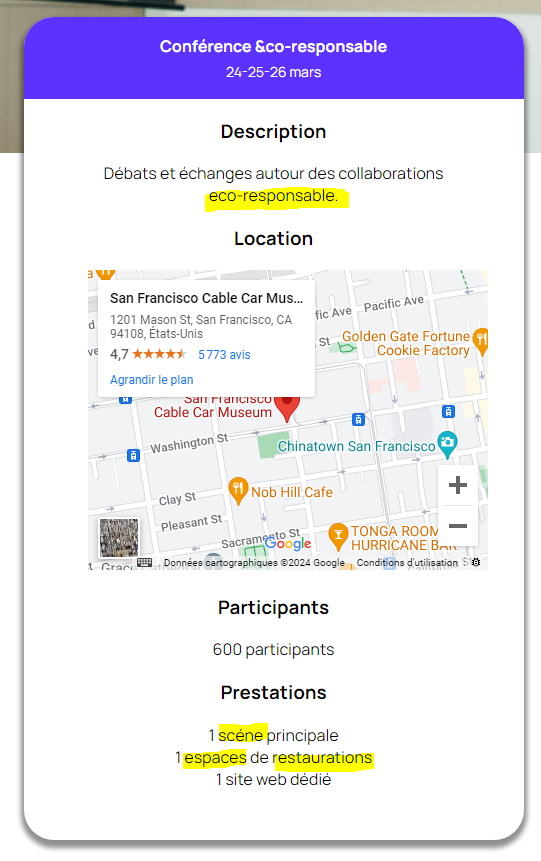 Conférence &co-responsable
24-25-26 mars
Description
Débats et échanges autour des collaborations
eco-responsable.
Location
San Francisco Cable Car Mus...
1201 Mason St, San Francisco, CA
94108, États-Unis
4,7 5 773 avis
Agrandir le plan
Pacific Ave
ific Ave
Golden Gate Fortune
Cookie Factory
San Francisco
Cable Car Museum
Washington St
Chinatown San Francisco
Clay St
Nob Hill Cafe
Pleasant St
Sacramento St
TONGA ROOM
HURRICANE BAR
Google
Grace Cathedral
Données cartographiques ©2024 Google
Conditions d'utilisation
Participants
600 participants
Prestations
1 scéne principale
1 espaces de restaurations
1 site web dédié